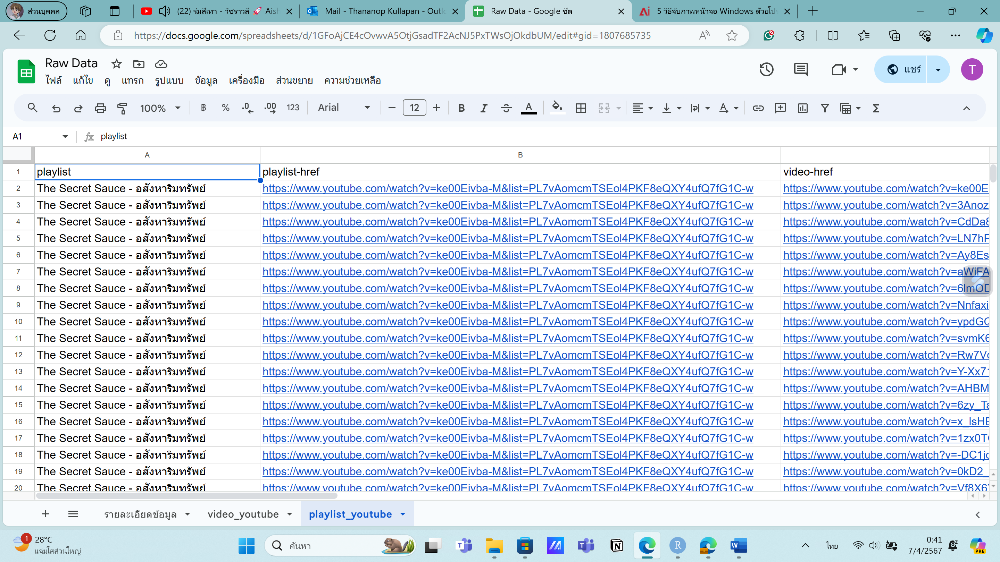 ส่วนบุคคล
(22) ร่มสีเทา - วัชราวลี 🚀 Aish
Mail - Thananop Kullapan - Outlo
Raw Data - Google ชีต
5 วิธีจับภาพหน้าจอ Windows ด้วยโปร
https://docs.google.com/spreadsheets/d/1GFoAjCE4cOvwvA5OtjGsadTF2AcNJ5PxTWsOjOkdbUM/edit#gid=1807685735
Raw Data
ไฟล์ แก้ไข ดู แทรก รูปแบบ ข้อมูล เครื่องมือ ส่วนขยาย ความช่วยเหลือ
แชร์
T
100% ฿ % .0 .00 123 Arial 12 B I A Σ
A1 fx playlist
A B
1 playlist playlist-href video-href
2 The Secret Sauce - อสังหาริมทรัพย์ https://www.youtube.com/watch?v=ke00Eivba-M&list=PL7vAomcmTSEol4PKF8eQXY4ufQ7fG1C-w https://www.youtube.com/watch?v=ke00E
3 The Secret Sauce - อสังหาริมทรัพย์ https://www.youtube.com/watch?v=ke00Eivba-M&list=PL7vAomcmTSEol4PKF8eQXY4ufQ7fG1C-w https://www.youtube.com/watch?v=3Anoz
4 The Secret Sauce - อสังหาริมทรัพย์ https://www.youtube.com/watch?v=ke00Eivba-M&list=PL7vAomcmTSEol4PKF8eQXY4ufQ7fG1C-w https://www.youtube.com/watch?v=CdDa8
5 The Secret Sauce - อสังหาริมทรัพย์ https://www.youtube.com/watch?v=ke00Eivba-M&list=PL7vAomcmTSEol4PKF8eQXY4ufQ7fG1C-w https://www.youtube.com/watch?v=LN7hF
6 The Secret Sauce - อสังหาริมทรัพย์ https://www.youtube.com/watch?v=ke00Eivba-M&list=PL7vAomcmTSEol4PKF8eQXY4ufQ7fG1C-w https://www.youtube.com/watch?v=Ay8Es
7 The Secret Sauce - อสังหาริมทรัพย์ https://www.youtube.com/watch?v=ke00Eivba-M&list=PL7vAomcmTSEol4PKF8eQXY4ufQ7fG1C-w https://www.youtube.com/watch?v=aWiFA
8 The Secret Sauce - อสังหาริมทรัพย์ https://www.youtube.com/watch?v=ke00Eivba-M&list=PL7vAomcmTSEol4PKF8eQXY4ufQ7fG1C-w https://www.youtube.com/watch?v=6lmOD
9 The Secret Sauce - อสังหาริมทรัพย์ https://www.youtube.com/watch?v=ke00Eivba-M&list=PL7vAomcmTSEol4PKF8eQXY4ufQ7fG1C-w https://www.youtube.com/watch?v=Nnfaxi
10 The Secret Sauce - อสังหาริมทรัพย์ https://www.youtube.com/watch?v=ke00Eivba-M&list=PL7vAomcmTSEol4PKF8eQXY4ufQ7fG1C-w https://www.youtube.com/watch?v=ypdGC
11 The Secret Sauce - อสังหาริมทรัพย์ https://www.youtube.com/watch?v=ke00Eivba-M&list=PL7vAomcmTSEol4PKF8eQXY4ufQ7fG1C-w https://www.youtube.com/watch?v=svmK6
12 The Secret Sauce - อสังหาริมทรัพย์ https://www.youtube.com/watch?v=ke00Eivba-M&list=PL7vAomcmTSEol4PKF8eQXY4ufQ7fG1C-w https://www.youtube.com/watch?v=Rw7Vc
13 The Secret Sauce - อสังหาริมทรัพย์ https://www.youtube.com/watch?v=ke00Eivba-M&list=PL7vAomcmTSEol4PKF8eQXY4ufQ7fG1C-w https://www.youtube.com/watch?v=Y-Xx71
14 The Secret Sauce - อสังหาริมทรัพย์ https://www.youtube.com/watch?v=ke00Eivba-M&list=PL7vAomcmTSEol4PKF8eQXY4ufQ7fG1C-w https://www.youtube.com/watch?v=AHBM
15 The Secret Sauce - อสังหาริมทรัพย์ https://www.youtube.com/watch?v=ke00Eivba-M&list=PL7vAomcmTSEol4PKF8eQXY4ufQ7fG1C-w https://www.youtube.com/watch?v=6zy_Ta
16 The Secret Sauce - อสังหาริมทรัพย์ https://www.youtube.com/watch?v=ke00Eivba-M&list=PL7vAomcmTSEol4PKF8eQXY4ufQ7fG1C-w https://www.youtube.com/watch?v=x_lsHE
17 The Secret Sauce - อสังหาริมทรัพย์ https://www.youtube.com/watch?v=ke00Eivba-M&list=PL7vAomcmTSEol4PKF8eQXY4ufQ7fG1C-w https://www.youtube.com/watch?v=1zx0T
18 The Secret Sauce - อสังหาริมทรัพย์ https://www.youtube.com/watch?v=ke00Eivba-M&list=PL7vAomcmTSEol4PKF8eQXY4ufQ7fG1C-w https://www.youtube.com/watch?v=-DC1jc
19 The Secret Sauce - อสังหาริมทรัพย์ https://www.youtube.com/watch?v=ke00Eivba-M&list=PL7vAomcmTSEol4PKF8eQXY4ufQ7fG1C-w https://www.youtube.com/watch?v=0kD2_
20 The Secret Sauce - อสังหาริมทรัพย์ https://www.youtube.com/watch?v=ke00Eivba-M&list=PL7vAomcmTSEol4PKF8eQXY4ufQ7fG1C-w https://www.youtube.com/watch?v=Vf8X6Y
รายละเอียดข้อมูล video_youtube playlist_youtube
1 28°C
แจ่มใสส่วนใหญ่
ค้นหา
ไทย
0:41
7/4/2567
PRE